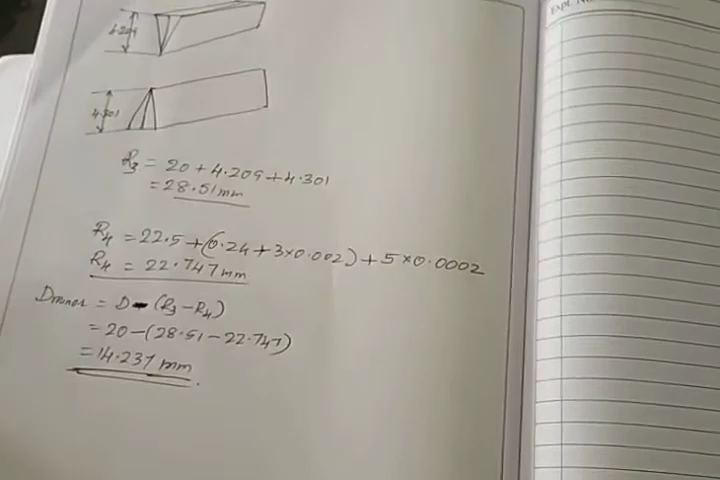 4.209
4.301
R3 = 20 + 4.209 + 4.301
= 28.51 mm
R4 = 22.5 + (0.24 + 3×0.002) + 5×0.0002
R4 = 22.747 mm
Dminor = D - (R3 - R4)
= 20 - (28.51 - 22.747)
= 14.237 mm.
Expt. No.